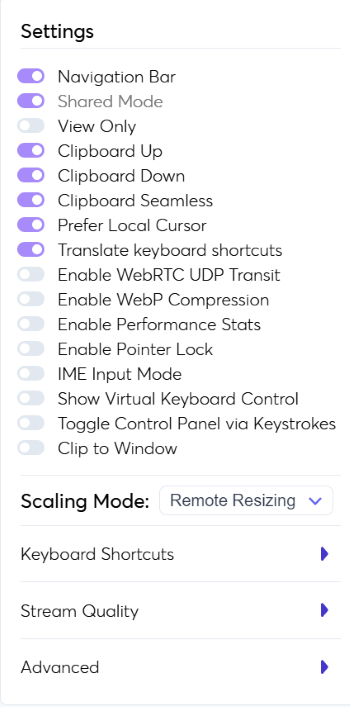 Settings
Navigation Bar
Shared Mode
View Only
Clipboard Up
Clipboard Down
Clipboard Seamless
Prefer Local Cursor
Translate keyboard shortcuts
Enable WebRTC UDP Transit
Enable WebP Compression
Enable Performance Stats
Enable Pointer Lock
IME Input Mode
Show Virtual Keyboard Control
Toggle Control Panel via Keystrokes
Clip to Window
Scaling Mode: Remote Resizing
Keyboard Shortcuts
Stream Quality
Advanced